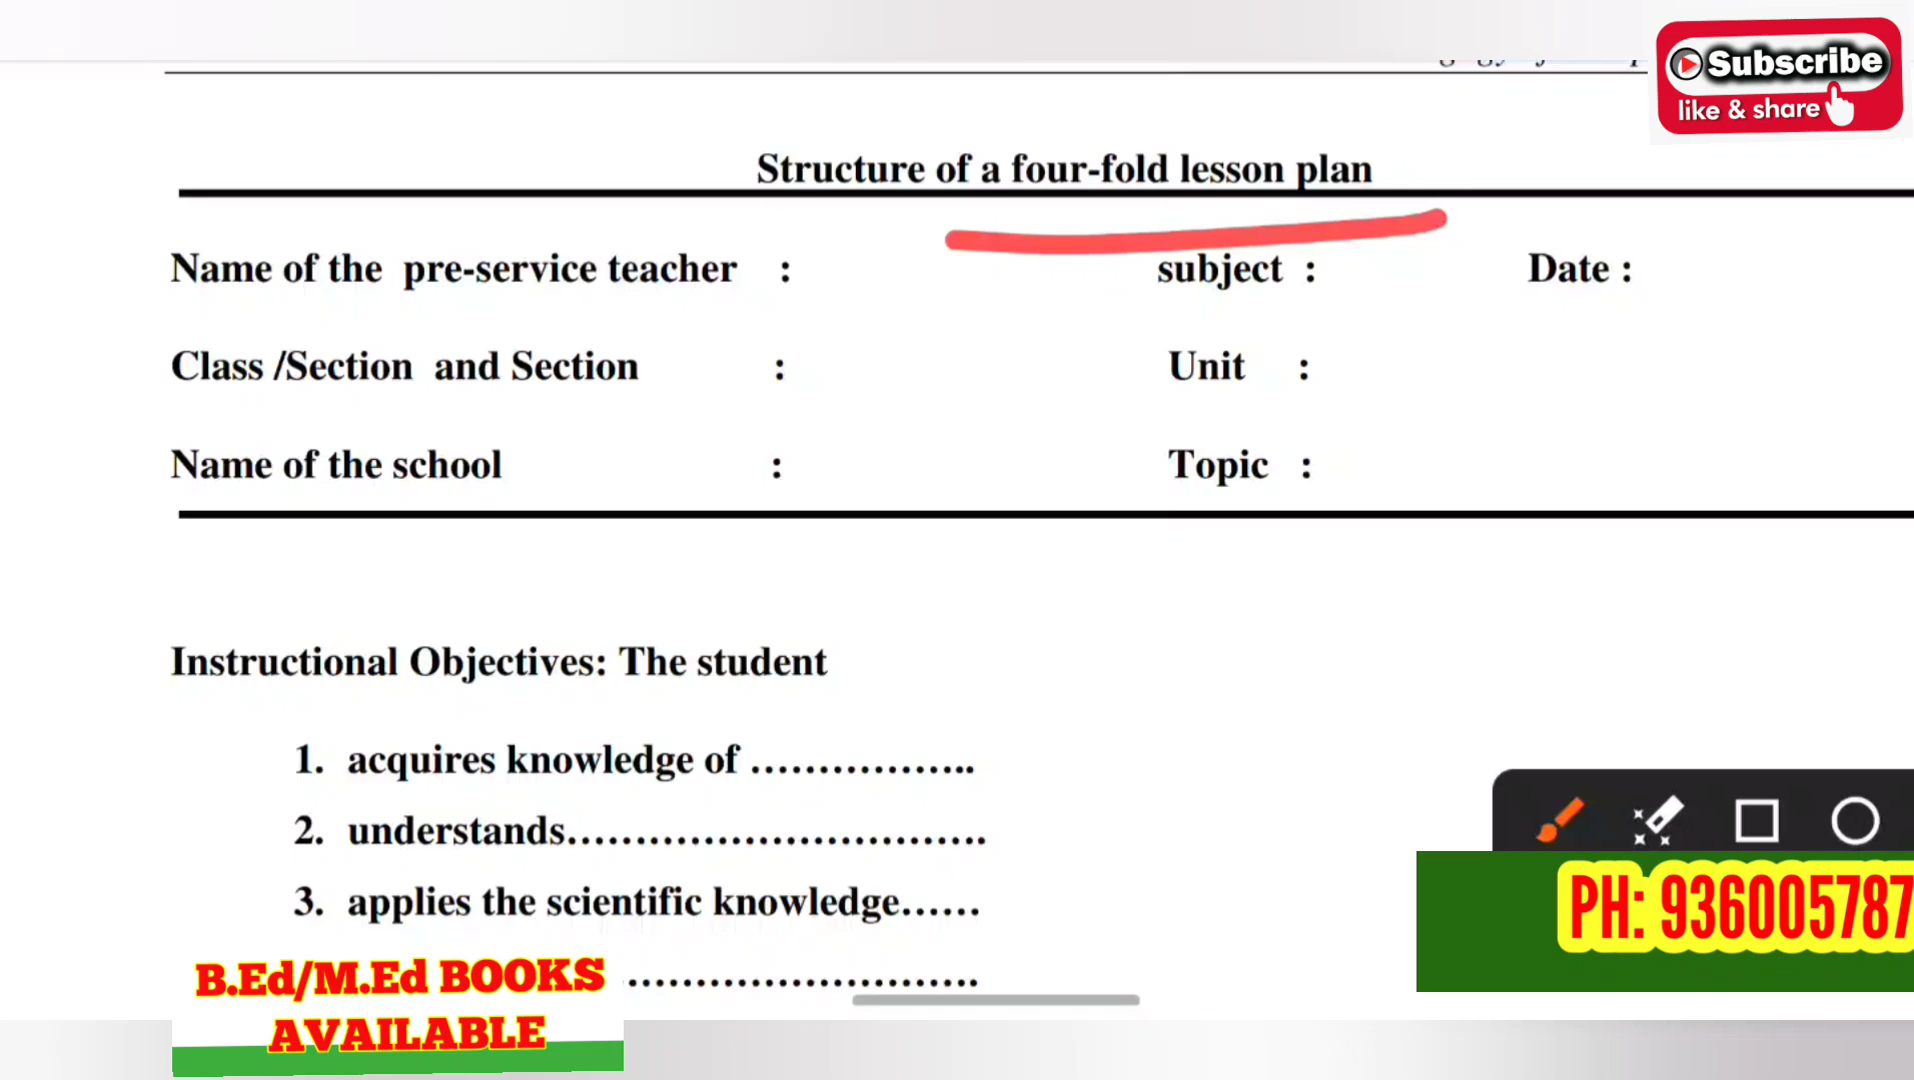 Subscribe
like & share
Structure of a four-fold lesson plan
Name of the pre-service teacher : subject : Date :
Class /Section and Section : Unit :
Name of the school : Topic :
Instructional Objectives: The student
1. acquires knowledge of ………………..
2. understands………………………….
3. applies the scientific knowledge……
……………………….
PH: 936005787
B.Ed/M.Ed BOOKS
AVAILABLE